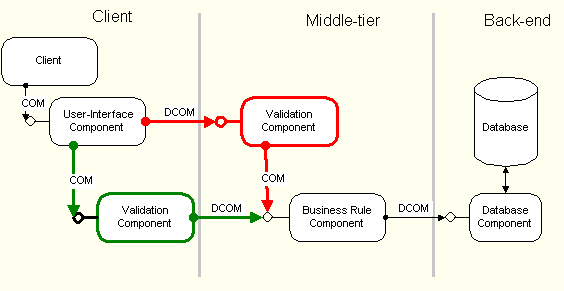 Client
Middle-tier
Back-end
Client
COM
User-Interface
Component
DCOM
Validation
Component
Database
COM
COM
Validation
Component
DCOM
Business Rule
Component
DCOM
Database
Component